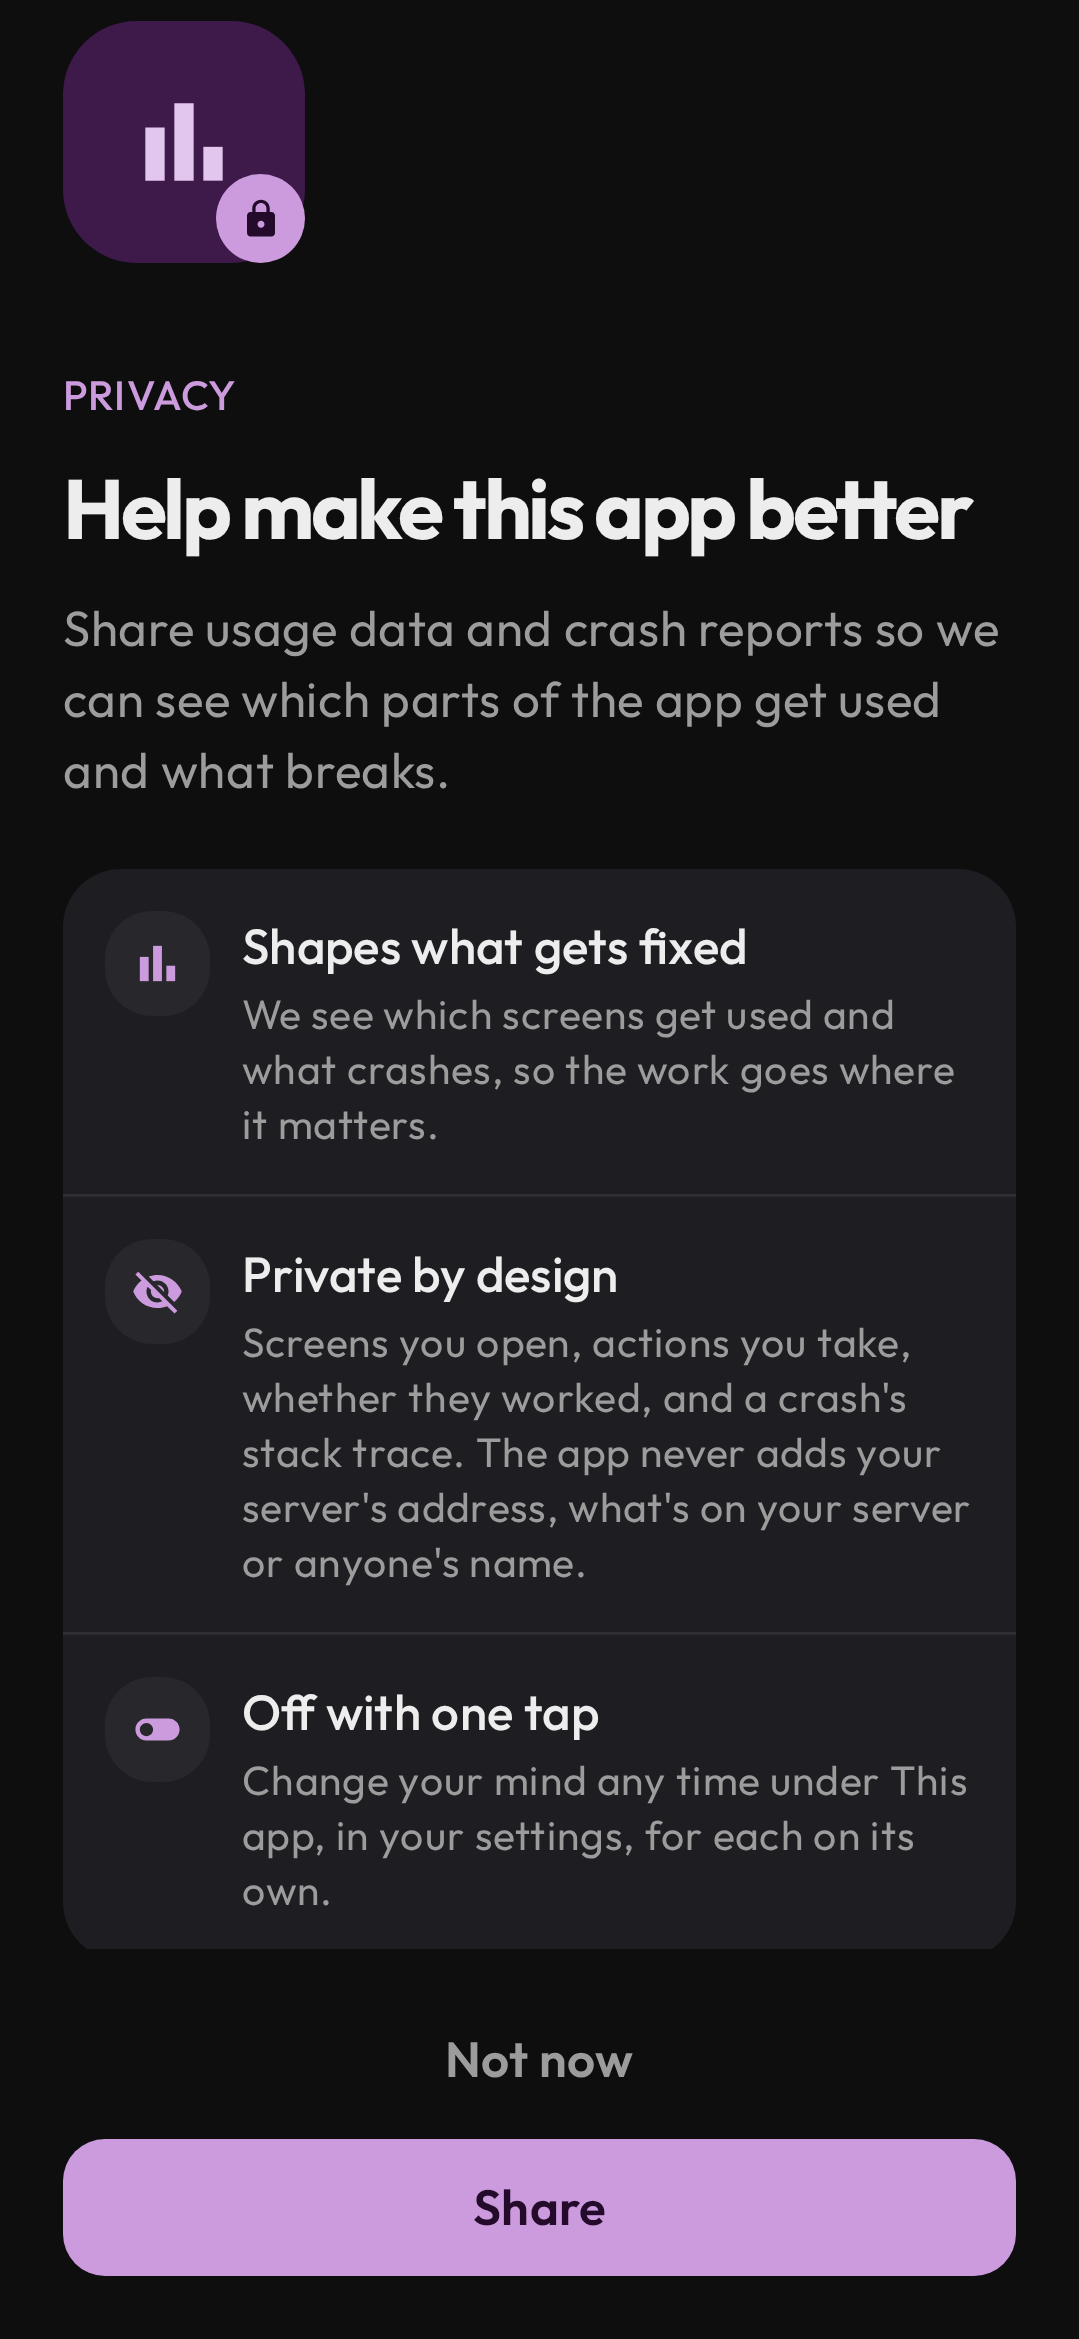 PRIVACY
Help make this app better
Share usage data and crash reports so we
can see which parts of the app get used
and what breaks.
Shapes what gets fixed
We see which screens get used and
what crashes, so the work goes where
it matters.
Private by design
Screens you open, actions you take,
whether they worked, and a crash's
stack trace. The app never adds your
server's address, what's on your server
or anyone's name.
Off with one tap
Change your mind any time under This
app, in your settings, for each on its
own.
Not now
Share